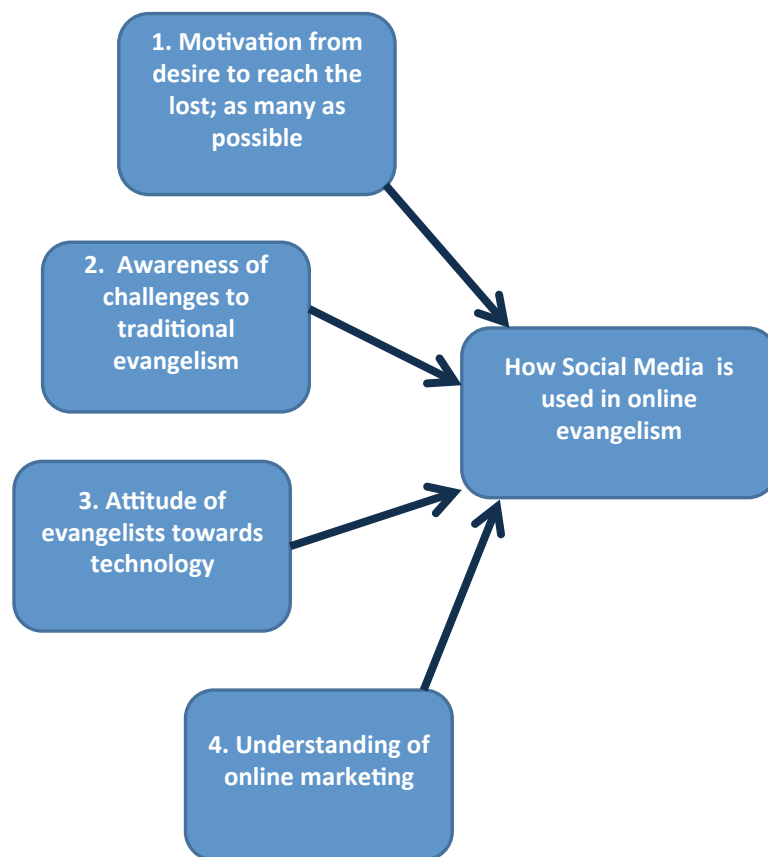 1. Motivation from
desire to reach the
lost; as many as
possible
2. Awareness of
challenges to
traditional
evangelism
How Social Media is
used in online
evangelism
3. Attitude of
evangelists towards
technology
4. Understanding of
online marketing